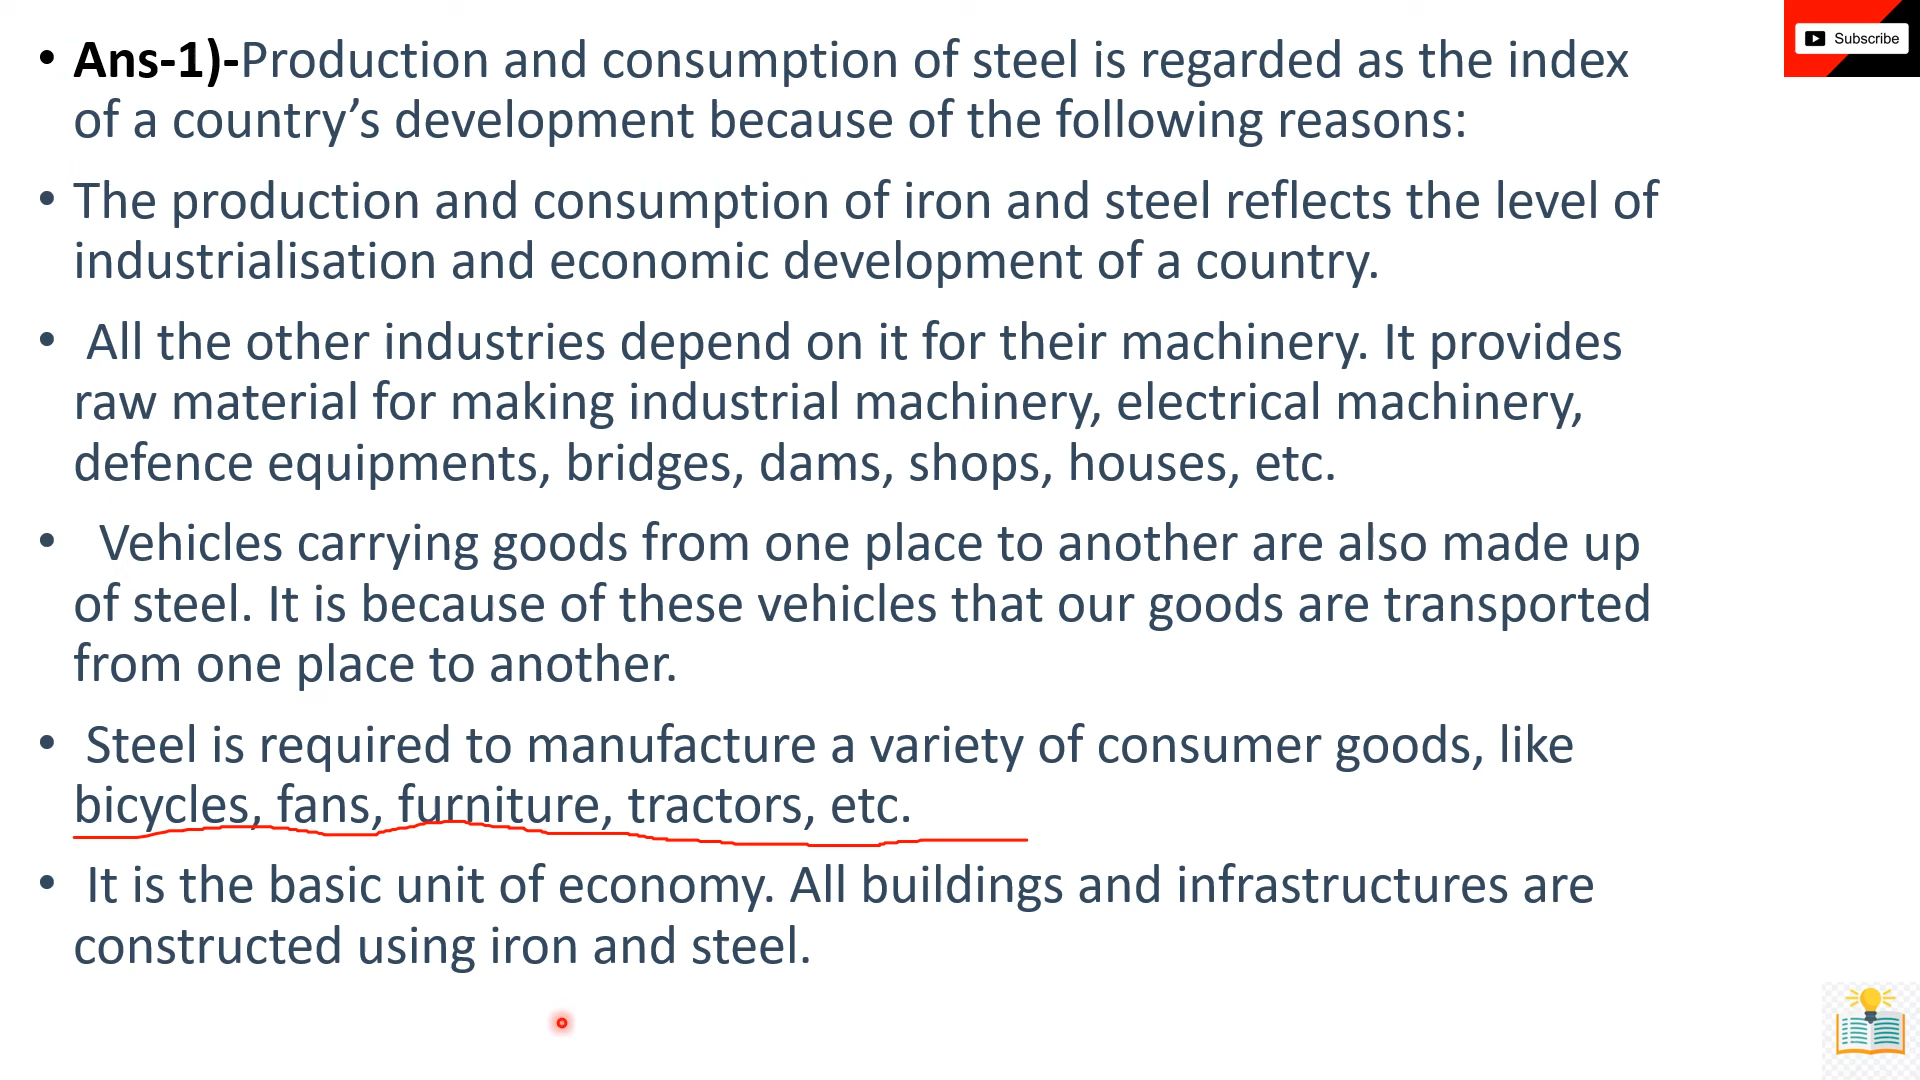 • Ans-1)-Production and consumption of steel is regarded as the index
of a country’s development because of the following reasons:
• The production and consumption of iron and steel reflects the level of
industrialisation and economic development of a country.
• All the other industries depend on it for their machinery. It provides
raw material for making industrial machinery, electrical machinery,
defence equipments, bridges, dams, shops, houses, etc.
• Vehicles carrying goods from one place to another are also made up
of steel. It is because of these vehicles that our goods are transported
from one place to another.
• Steel is required to manufacture a variety of consumer goods, like
bicycles, fans, furniture, tractors, etc.
• It is the basic unit of economy. All buildings and infrastructures are
constructed using iron and steel.
Subscribe